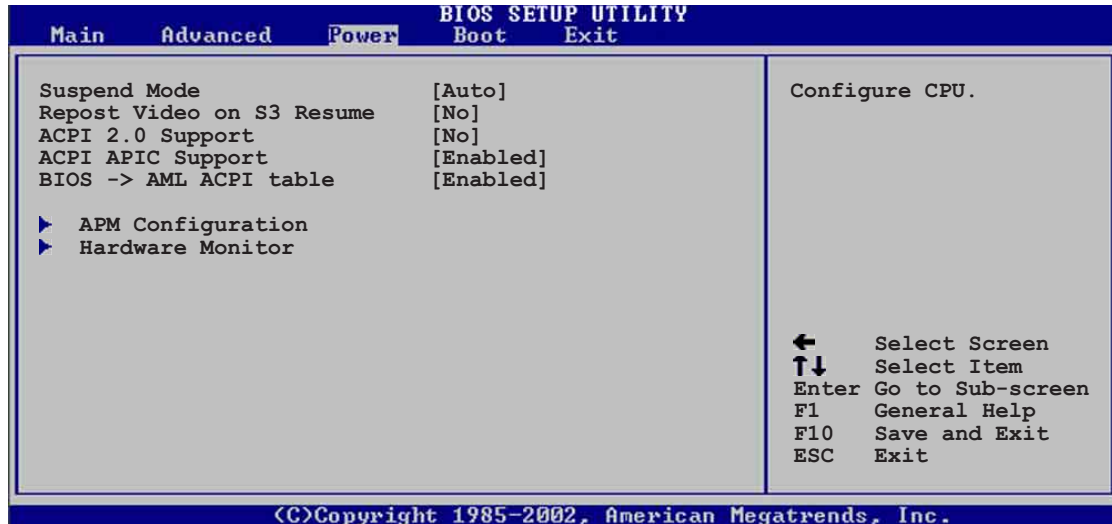 BIOS SETUP UTILITY
Main Advanced Power Boot Exit
Suspend Mode [Auto]
Repost Video on S3 Resume [No]
ACPI 2.0 Support [No]
ACPI APIC Support [Enabled]
BIOS -> AML ACPI table [Enabled]
APM Configuration
Hardware Monitor
Configure CPU.
← Select Screen
↑↓ Select Item
Enter Go to Sub-screen
F1 General Help
F10 Save and Exit
ESC Exit
(C)Copyright 1985-2002, American Megatrends, Inc.